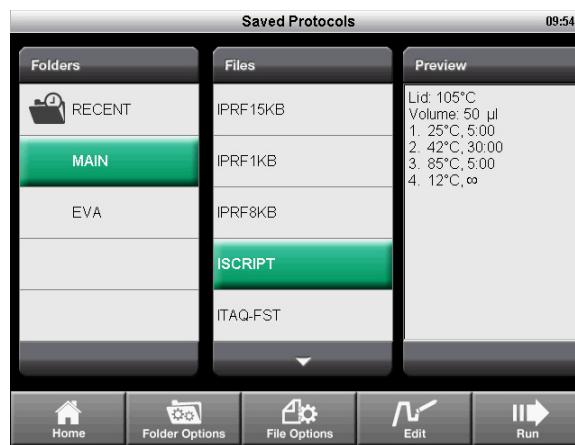 Saved Protocols
09:54
Folders
RECENT
MAIN
EVA
Files
IPRF15KB
IPRF1KB
IPRF8KB
ISCRIPT
ITAQ-FST
Preview
Lid: 105°C
Volume: 50 µl
1. 25°C, 5:00
2. 42°C, 30:00
3. 85°C, 5:00
4. 12°C, ∞
Home
Folder Options
File Options
Edit
Run